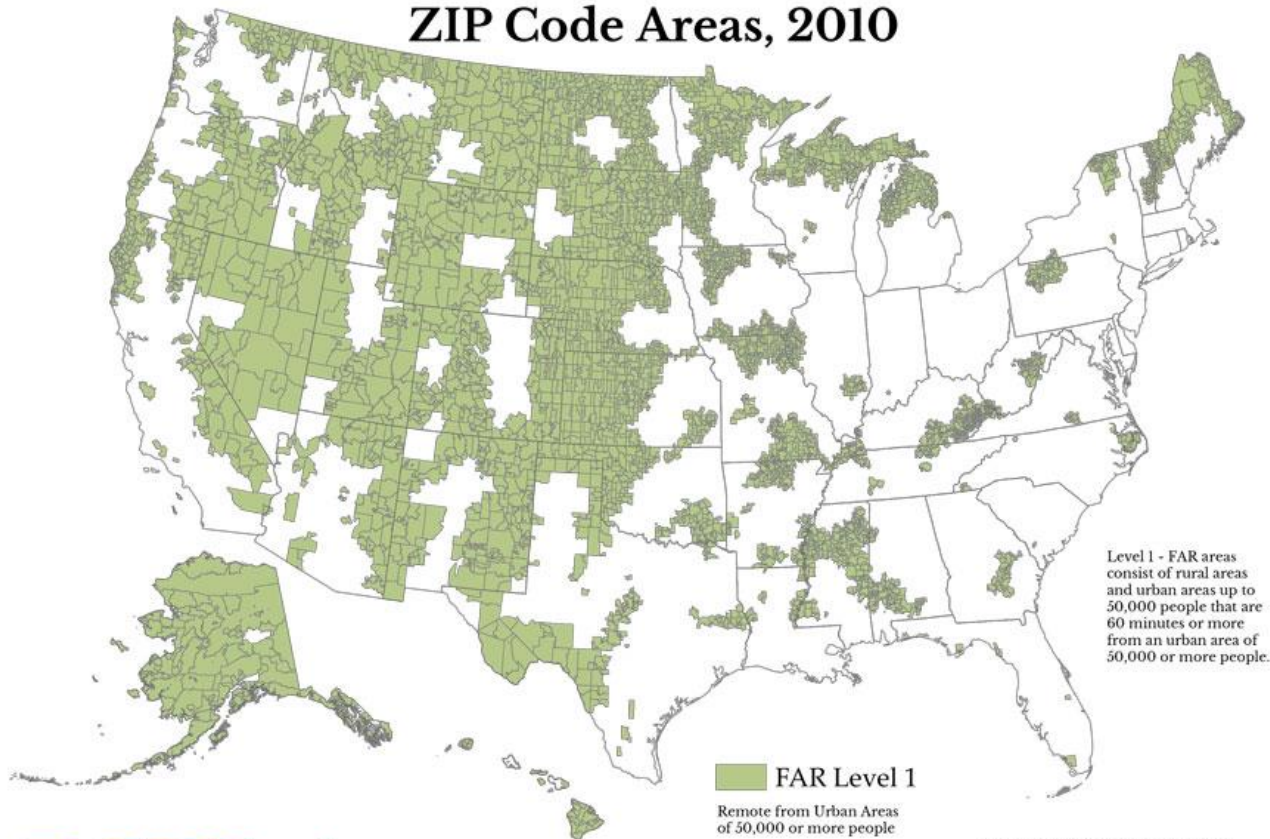 ZIP Code Areas, 2010
Level 1 - FAR areas
consist of rural areas
and urban areas up to
50,000 people that are
60 minutes or more
from an urban area of
50,000 or more people.
FAR Level 1
Remote from Urban Areas
of 50,000 or more people